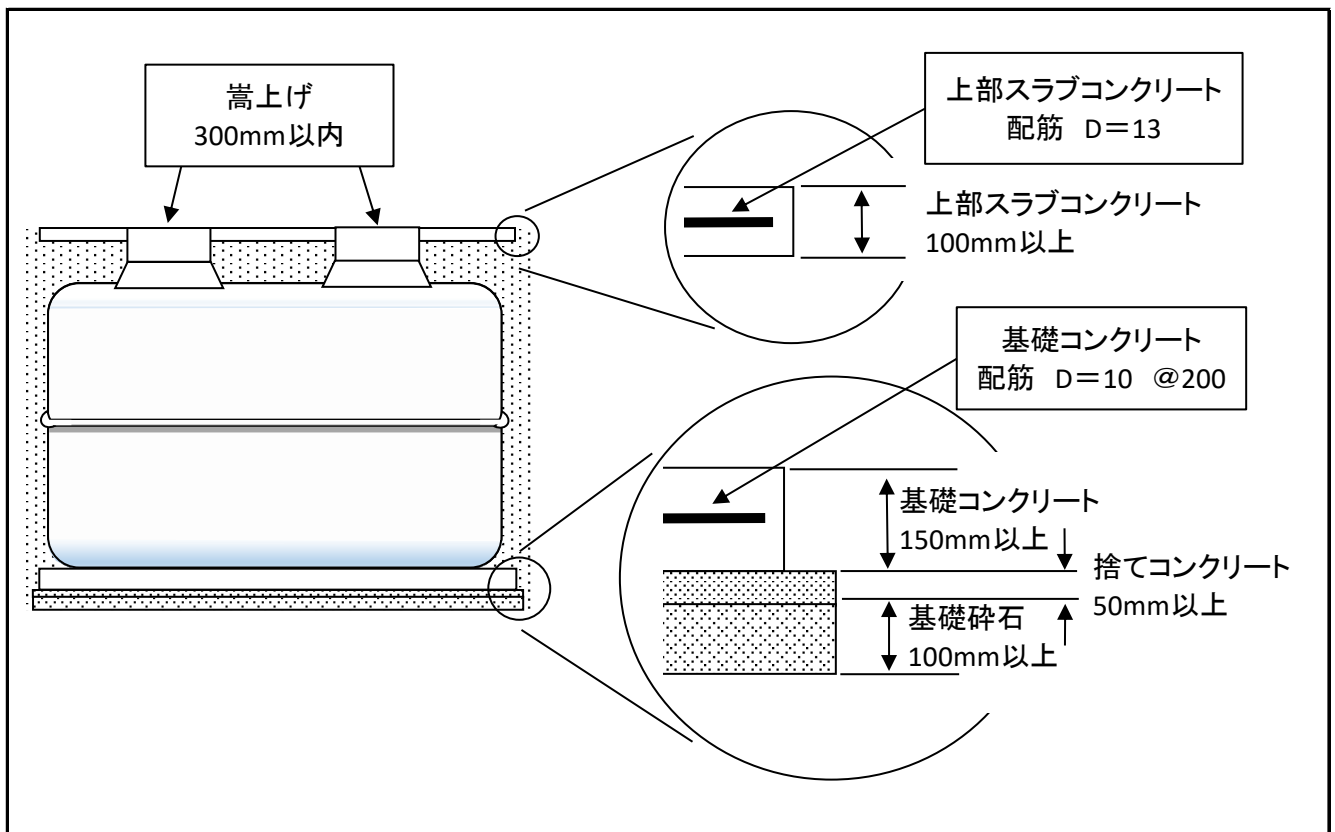 嵩上げ
300mm以内
上部スラブコンクリート
配筋 D＝13
上部スラブコンクリート
100mm以上
基礎コンクリート
配筋 D＝10 ＠200
基礎コンクリート
150mm以上
捨てコンクリート
50mm以上
基礎砕石
100mm以上